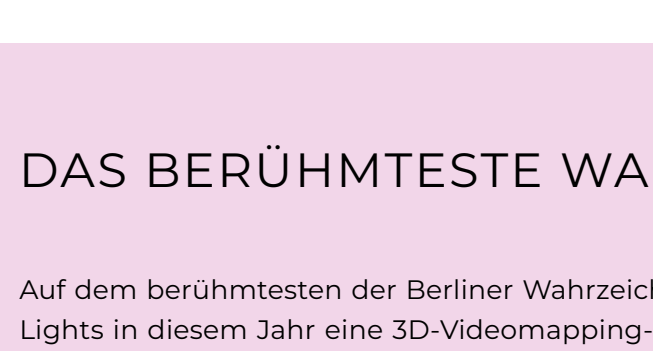 DAS BERÜHMTESTE WA
Auf dem berühmtesten der Berliner Wahrzeich
Lights in diesem Jahr eine 3D-Videomapping-